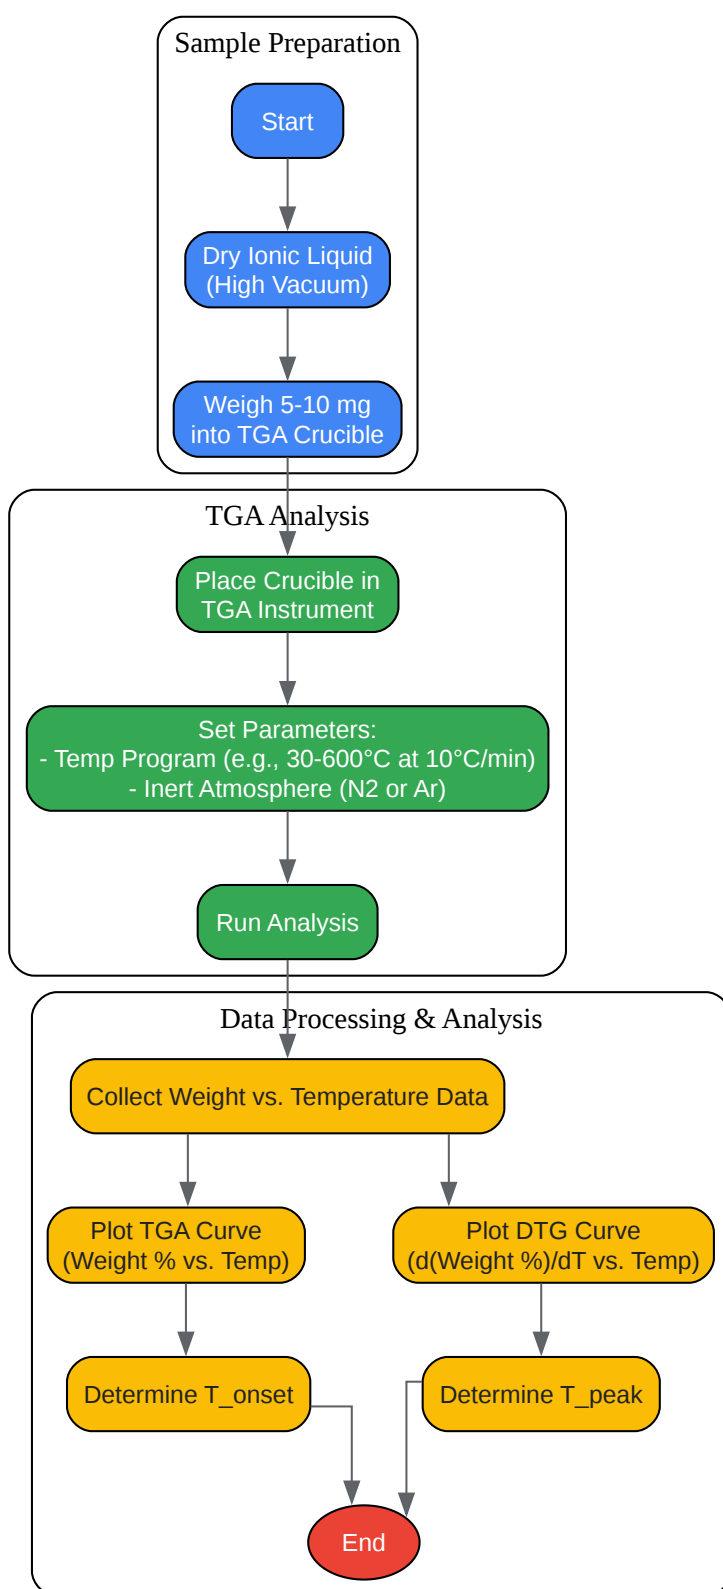 Sample Preparation
Start
Dry Ionic Liquid
(High Vacuum)
Weigh 5-10 mg
into TGA Crucible
TGA Analysis
Place Crucible in
TGA Instrument
Set Parameters:
- Temp Program (e.g., 30-600°C at 10°C/min)
- Inert Atmosphere (N2 or Ar)
Run Analysis
Data Processing & Analysis
Collect Weight vs. Temperature Data
Plot TGA Curve
(Weight % vs. Temp)
Plot DTG Curve
(d(Weight %)/dT vs. Temp)
Determine T_onset
Determine T_peak
End